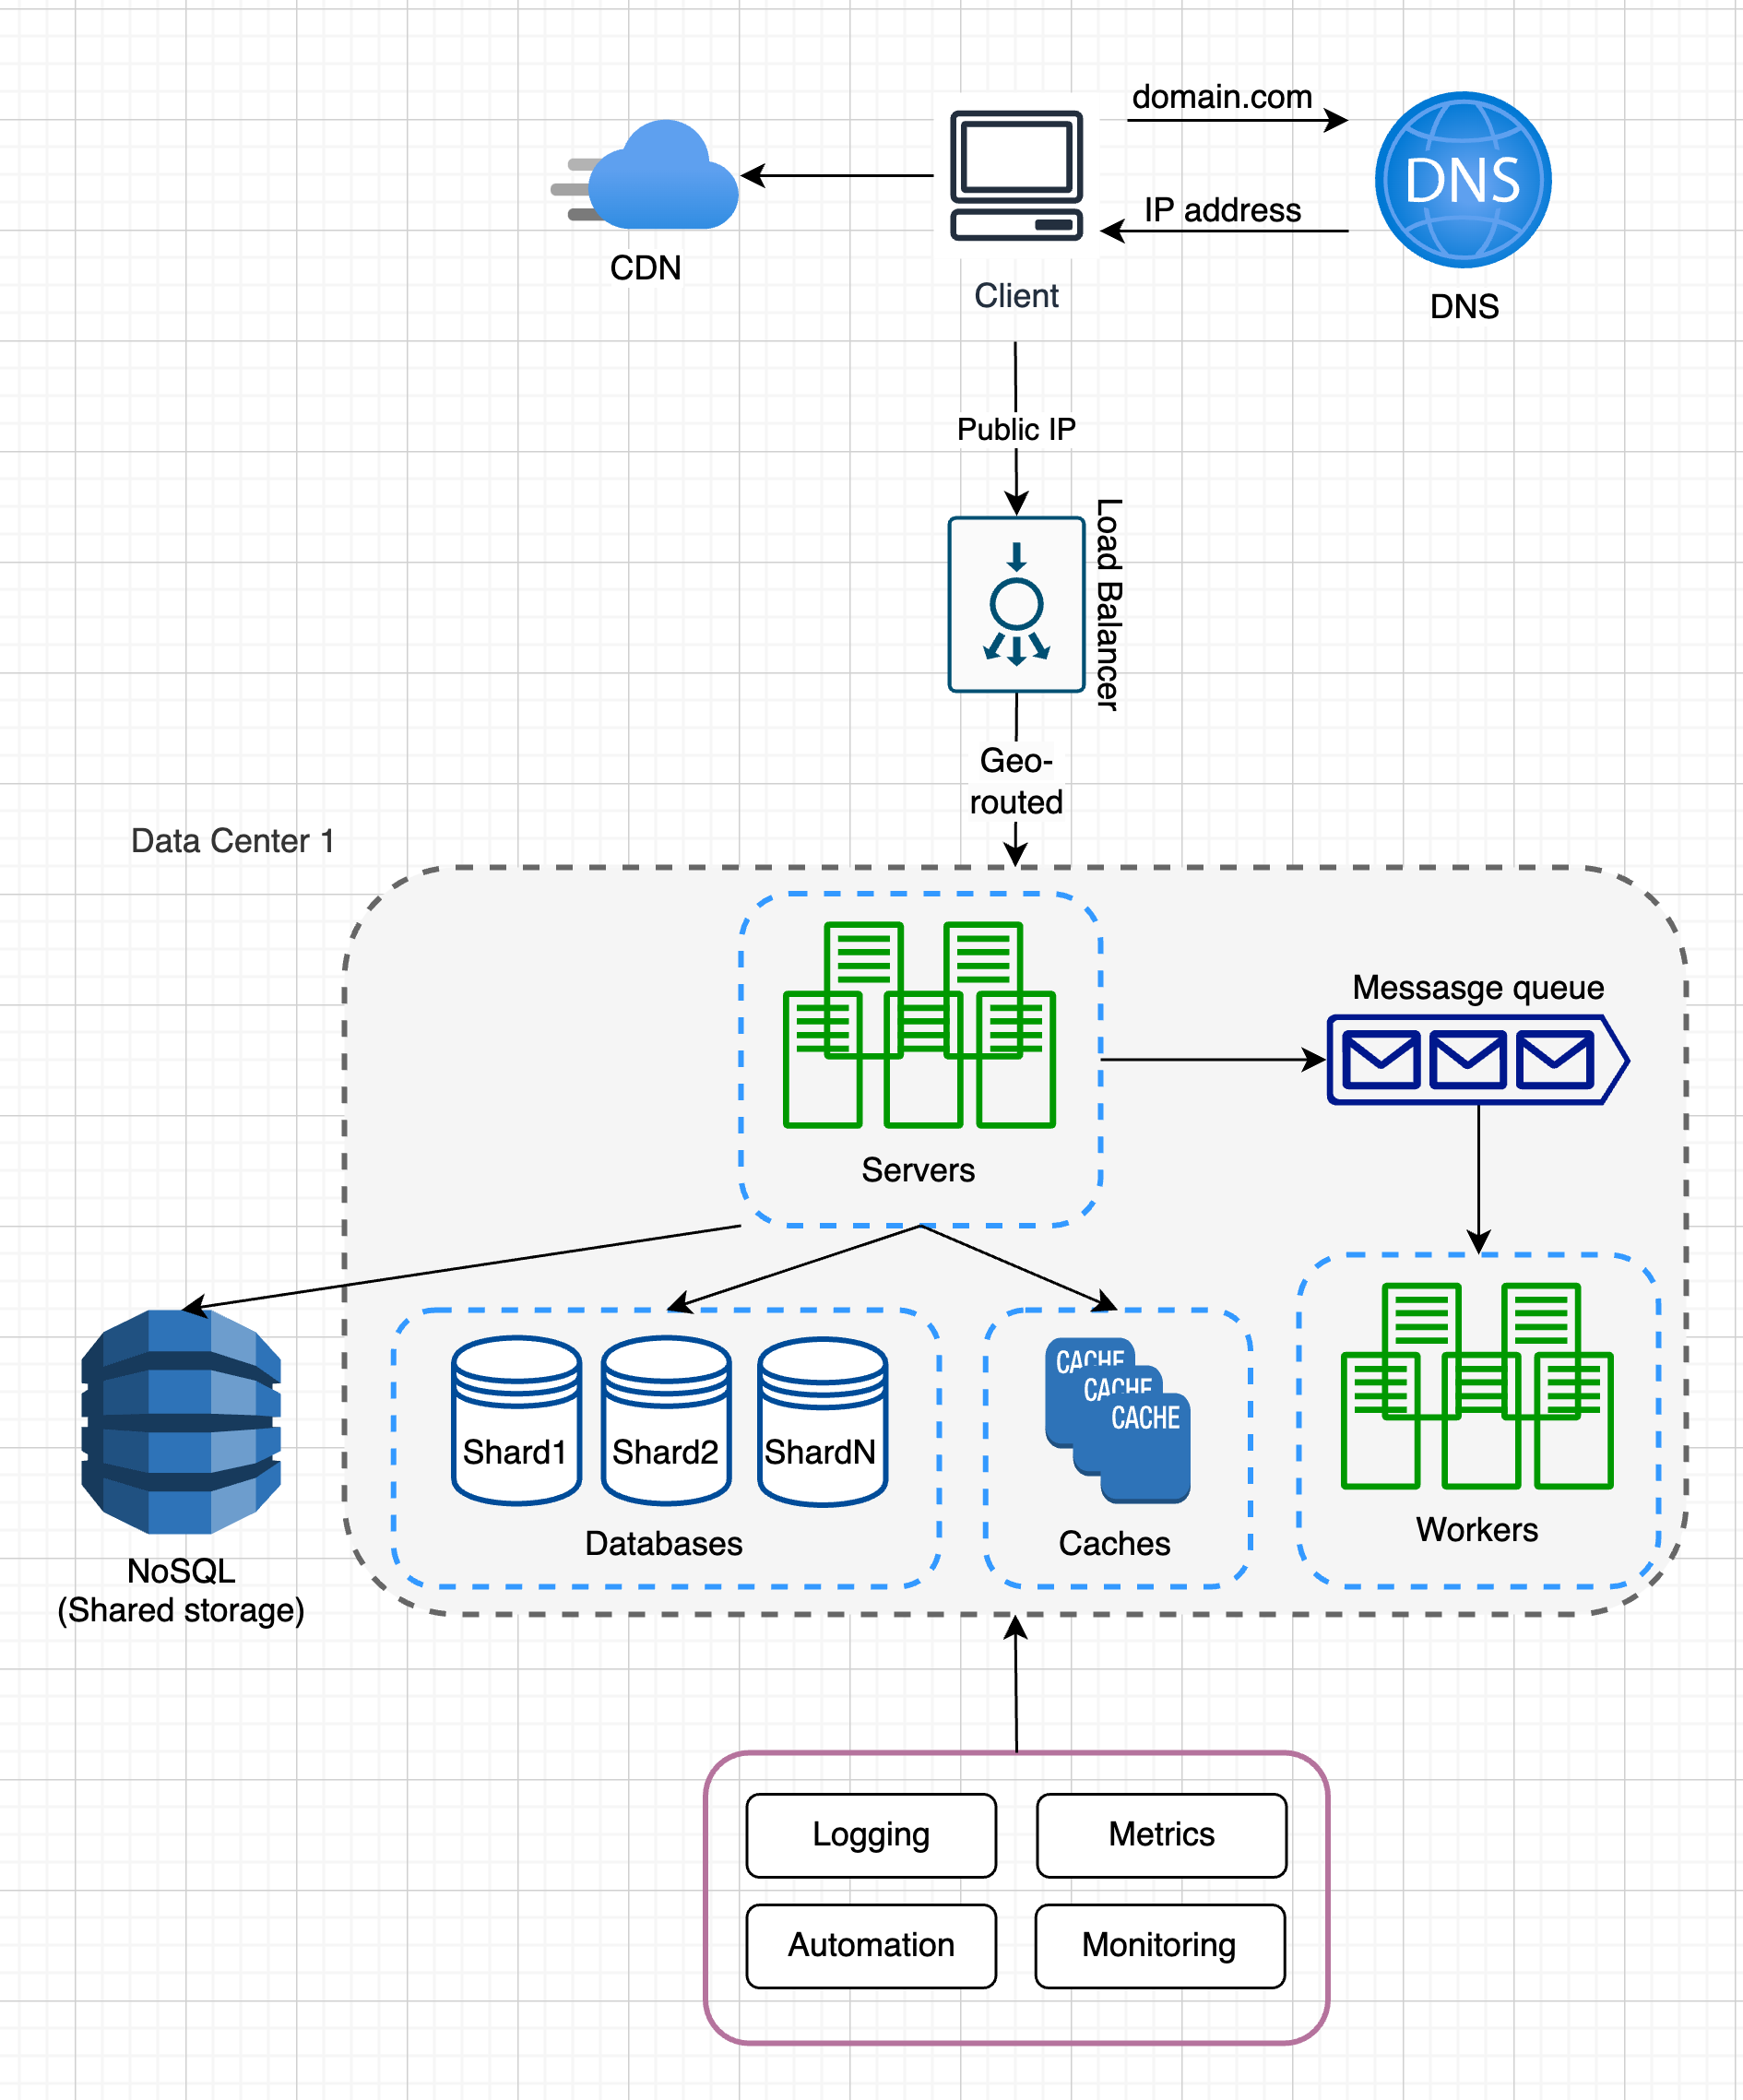 domain.com
DNS
IP address
CDN
Client
DNS
Public IP
Load Balancer
Geo-
routed
Data Center 1
Messasge queue
Servers
CACHE
CACHE
CACHE
Shard1
Shard2
ShardN
Databases
Caches
Workers
NoSQL
(Shared storage)
Logging
Metrics
Automation
Monitoring